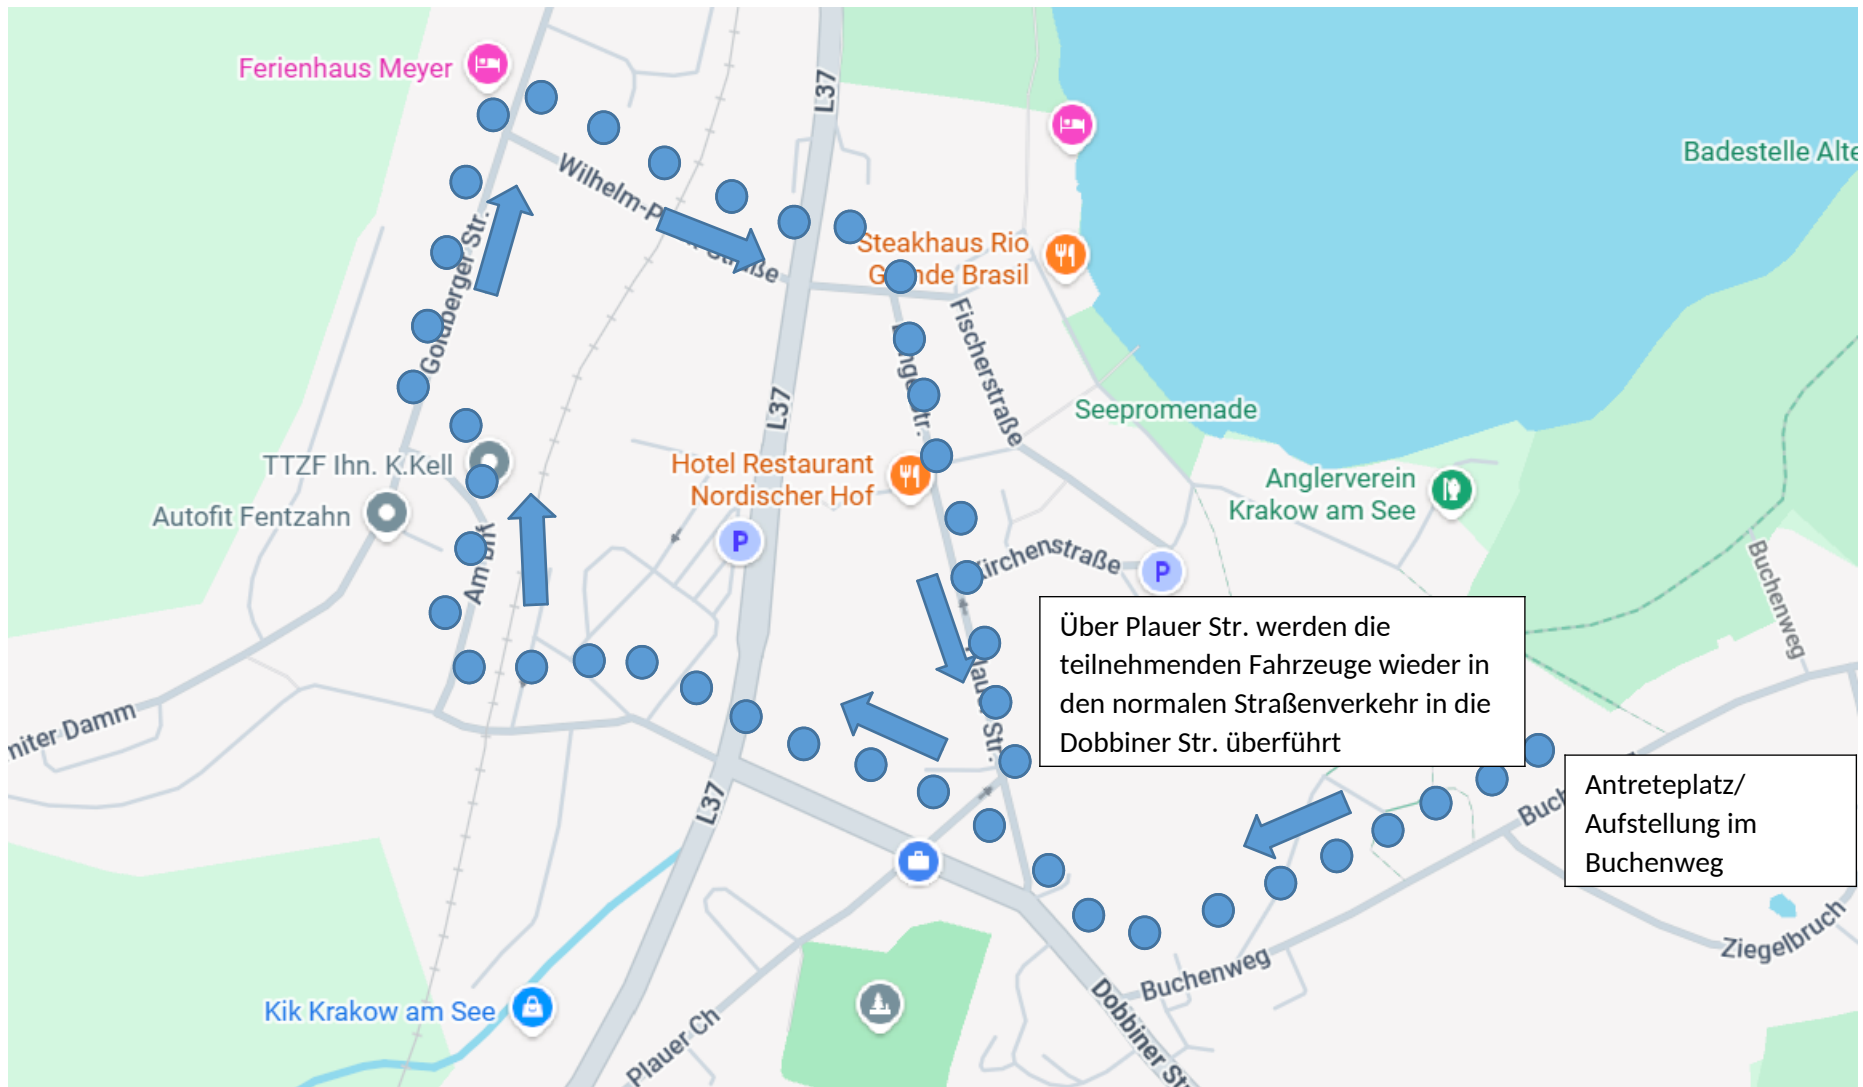 Ferienhaus Meyer
L37
Badestelle Alte
Goldberger Str.
Steakhaus Rio
Grande Brasil
Fischerstraße
L37
Seepromenade
TTZF Ihn. K.Kell
Autofit Fentzahn
Hotel Restaurant
Nordischer Hof
P
Anglerverein
Krakow am See
Kirchenstraße
P
Buchenweg
Am
Über Plauer Str. werden die
teilnehmenden Fahrzeuge wieder in
den normalen Straßenverkehr in die
Dobbiner Str. überführt
Plauer Str.
niter Damm
L37
Antreteplatz/
Aufstellung im
Buchenweg
Buchenweg
Ziegelbruch
Kik Krakow am See
Plauer Ch
Dobbiner Str